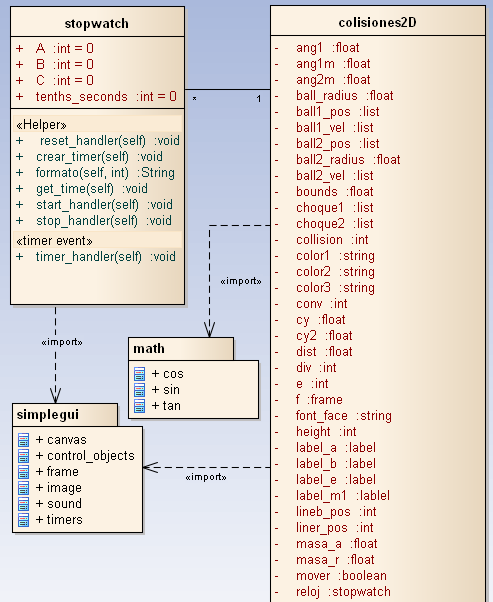 stopwatch
+ A :int = 0
+ B :int = 0
+ C :int = 0
+ tenths_seconds :int = 0
«Helper»
+ reset_handler(self) :void
+ crear_timer(self) :void
+ formato(self, int) :String
+ get_time(self) :void
+ start_handler(self) :void
+ stop_handler(self) :void
«timer event»
+ timer_handler(self) :void
* 1
colisiones2D
- ang1 :float
- ang1m :float
- ang2m :float
- ball_radius :float
- ball1_pos :list
- ball1_vel :list
- ball2_pos :list
- ball2_radius :float
- ball2_vel :list
- bounds :float
- choque1 :list
- choque2 :list
- collision :int
- color1 :string
- color2 :string
- color3 :string
- conv :int
- cy :float
- cy2 :float
- dist :float
- div :int
- e :int
- f :frame
- font_face :string
- height :int
- label_a :label
- label_b :label
- label_e :label
- label_m1 :lablel
- lineb_pos :int
- liner_pos :int
- masa_a :float
- masa_r :float
- mover :boolean
- reloj :stopwatch
«import»
«import»
math
+ cos
+ sin
+ tan
simplegui
+ canvas
+ control_objects
+ frame
+ image
+ sound
+ timers
«import»